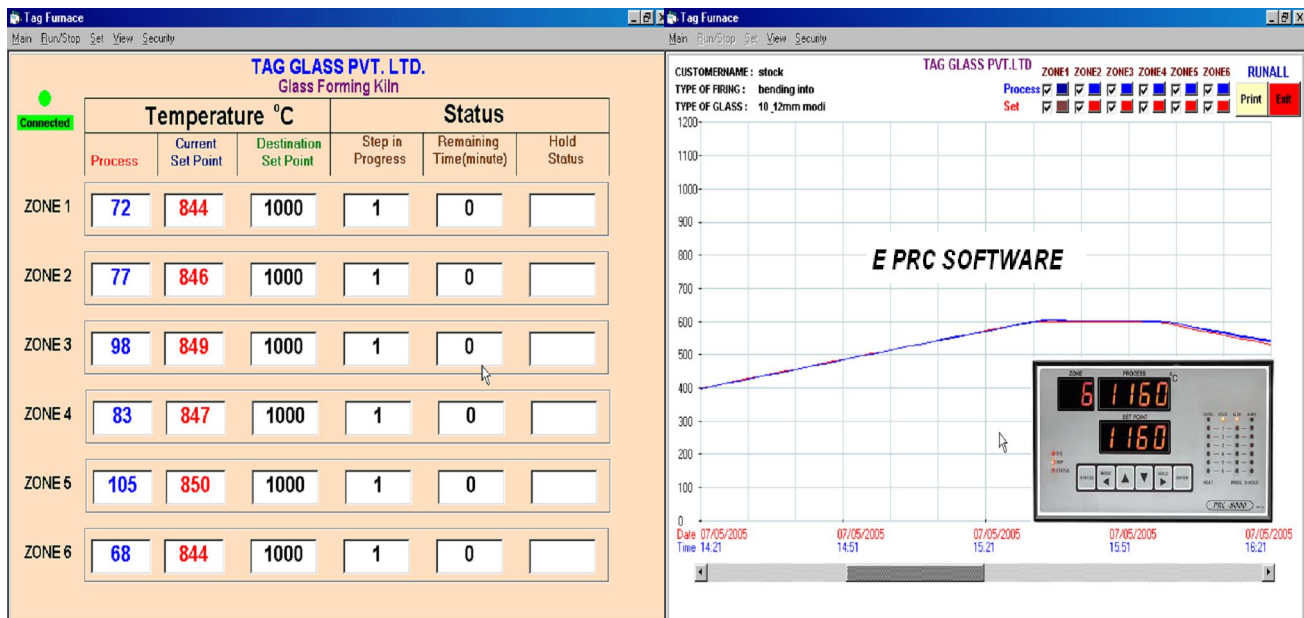 Tag Furnace
Main Run/Stop Set View Security
TAG GLASS PVT. LTD.
Glass Forming Kiln
Connected
Temperature °C Status
Process Current Set Point Destination Set Point Step in Progress Remaining Time(minute) Hold Status
ZONE 1 72 844 1000 1 0
ZONE 2 77 846 1000 1 0
ZONE 3 98 849 1000 1 0
ZONE 4 83 847 1000 1 0
ZONE 5 105 850 1000 1 0
ZONE 6 68 844 1000 1 0
Tag Furnace
Main Run/Stop Set View Security
CUSTOMERNAME : stock
TYPE OF FIRING : bending into
TYPE OF GLASS : 10_12mm modi
TAG GLASS PVT.LTD
ZONE1 ZONE2 ZONE3 ZONE4 ZONE5 ZONE6
Process
Set
RUNALL
Print Exit
1200
1100
1000
900
800
700
600
500
400
300
200
100
0
E PRC SOFTWARE
ZONE PROCESS °C
6 1160
SET POINT
1160
STATUS MODE HOLD ENTER
PRC-8000
Date 07/05/2005 07/05/2005 07/05/2005 07/05/2005 07/05/2005
Time 14:21 14:51 15:21 15:51 16:21